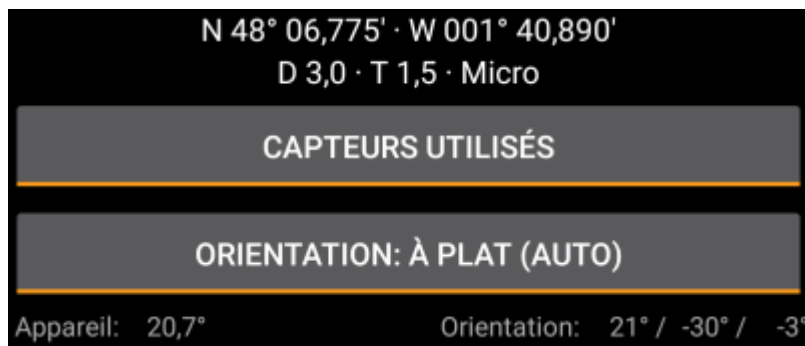 N 48° 06,775' · W 001° 40,890'
D 3,0 · T 1,5 · Micro
CAPTEURS UTILISÉS
ORIENTATION: À PLAT (AUTO)
Appareil: 20,7° Orientation: 21° / -30° / -3°